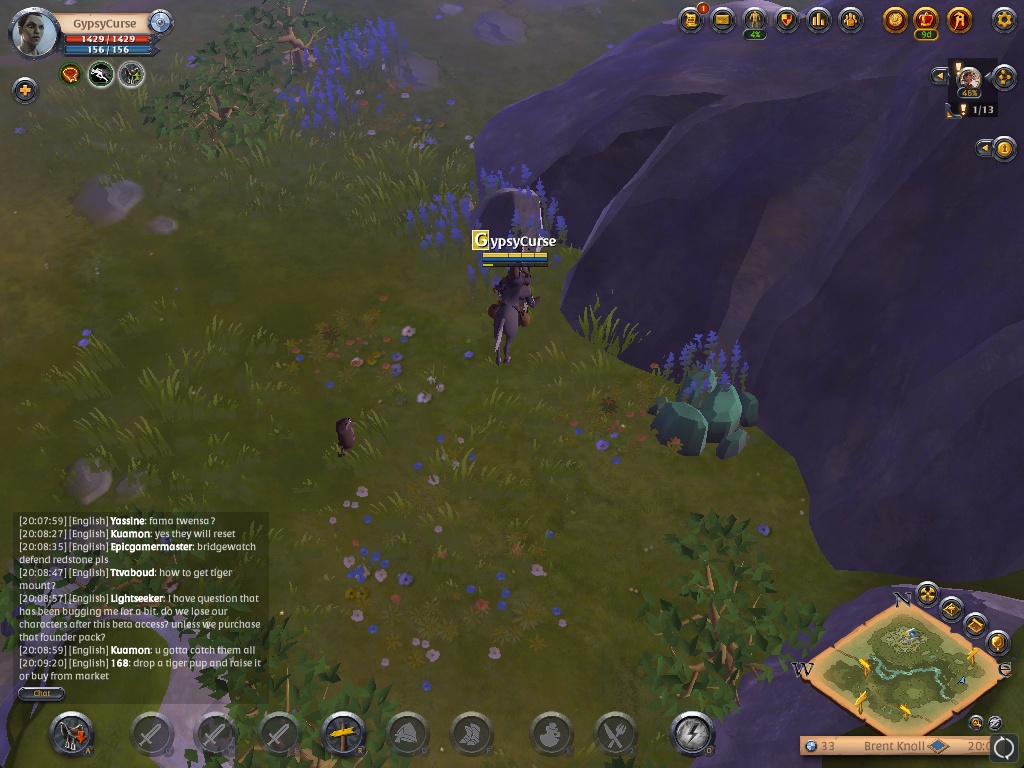 GypsyCurse
1429 / 1429
156 / 156
1
4%
9d
46%
1/13
1
GypsyCurse
[20:07:59] [English] Yassine: fama twensa ?
[20:08:27] [English] Kuamon: yes they will reset
[20:08:35] [English] Epicgamermaster: bridgewatch
defend redstone pls
[20:08:47] [English] Ttvaboud: how to get tiger
mount?
[20:08:57] [English] Lightseeker: I have question that
has been bugging me for a bit. do we lose our
characters after this beta access? unless we purchase
that founder pack?
[20:08:59] [English] Kuamon: u gotta catch them all
[20:09:20] [English] 168: drop a tiger pup and raise it
or buy from market
Chat
N
W
E
A
R
33 Brent Knoll